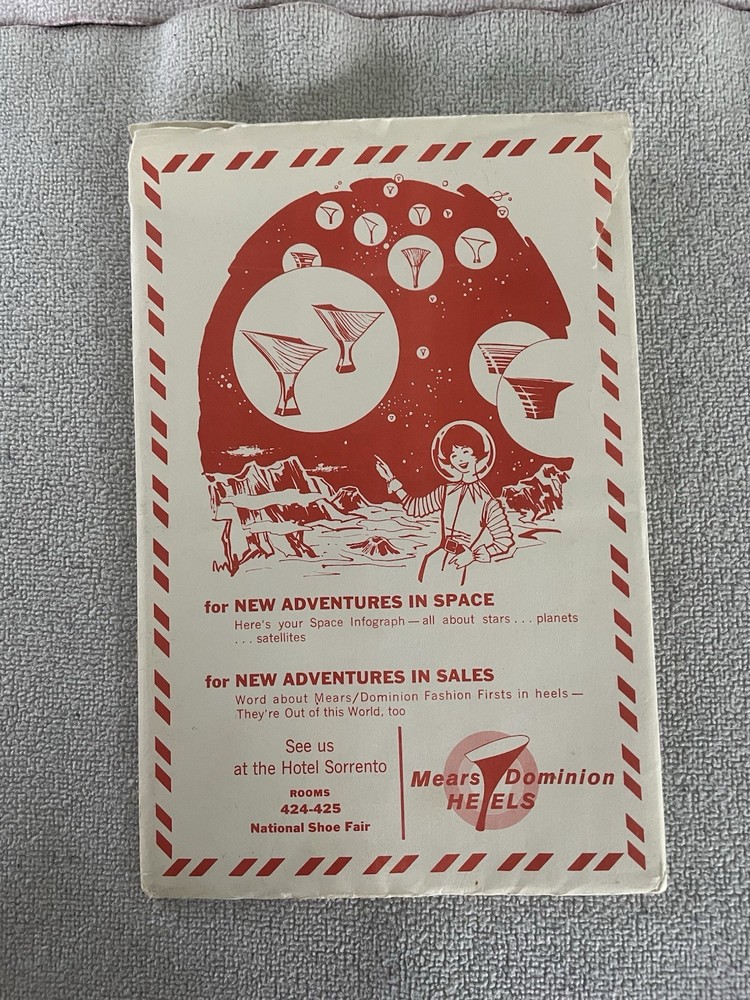 for NEW ADVENTURES IN SPACE
Here's your Space Infograph — all about stars . . . planets
. . . satellites
for NEW ADVENTURES IN SALES
Word about Mears/Dominion Fashion Firsts in heels —
They're Out of this World, too
See us
at the Hotel Sorrento
ROOMS
424-425
National Shoe Fair
Mears Dominion
HEELS